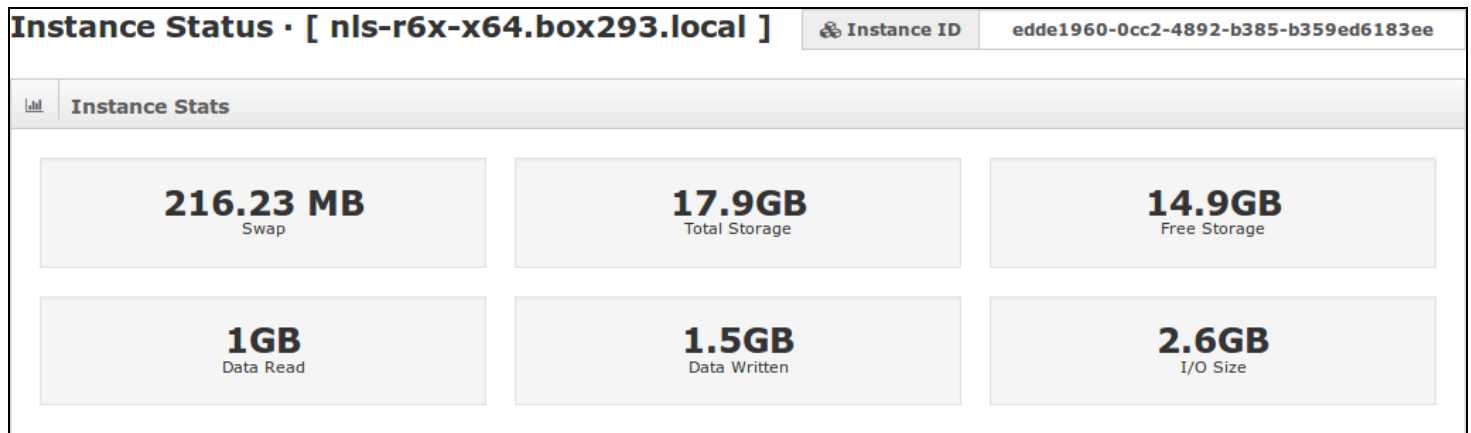 Instance Status · [ nls-r6x-x64.box293.local ] Instance ID edde1960-0cc2-4892-b385-b359ed6183ee
Instance Stats
216.23 MB 17.9GB 14.9GB
Swap Total Storage Free Storage
1GB 1.5GB 2.6GB
Data Read Data Written I/O Size